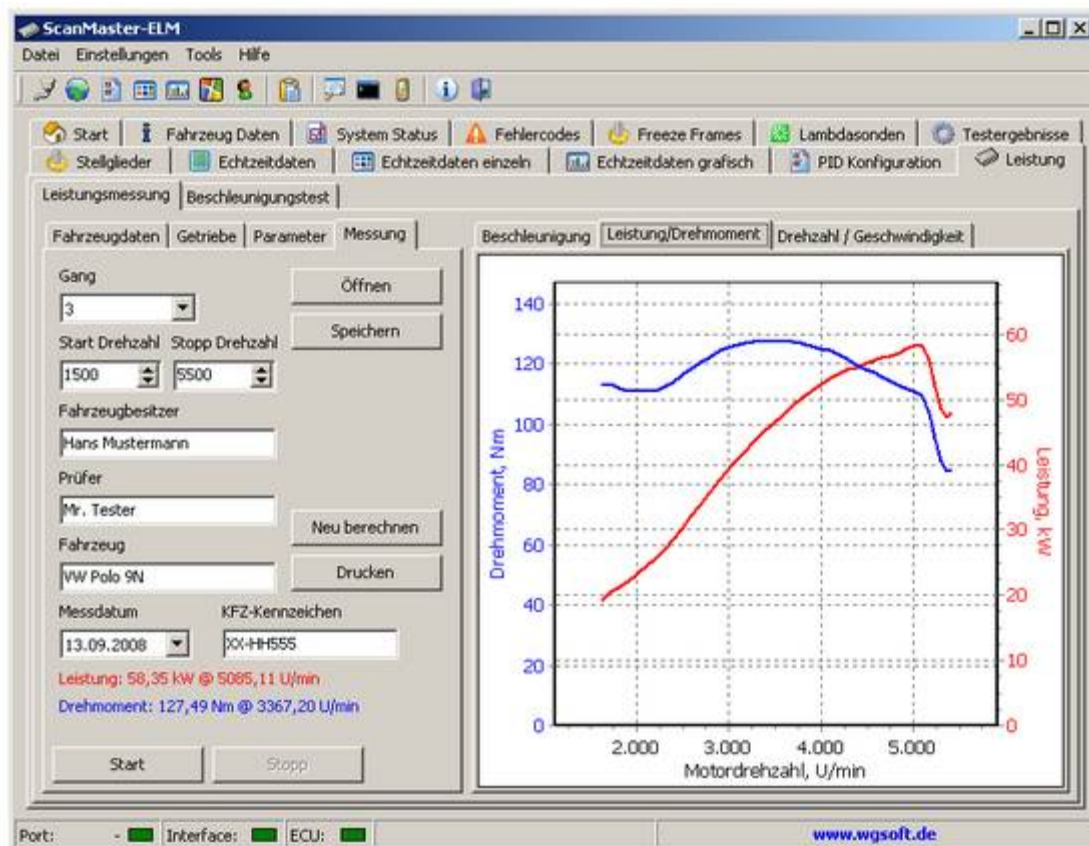 ScanMaster-ELM
Datei Einstellungen Tools Hilfe
Start Fahrzeug Daten System Status Fehlercodes Freeze Frames Lambdasonden Testergebnisse
Stellglieder Echtzeitdaten Echtzeitdaten einzeln Echtzeitdaten grafisch PID Konfiguration Leistung
Leistungsmessung Beschleunigungstest
Fahrzeugdaten Getriebe Parameter Messung
Gang
3
Öffnen
Speichern
Start Drehzahl Stopp Drehzahl
1500 5500
Fahrzeugbesitzer
Hans Mustermann
Prüfer
Mr. Tester
Neu berechnen
Fahrzeug
VW Polo 9N
Drucken
Messdatum KFZ-Kennzeichen
13.09.2008 XX-HH555
Leistung: 58,35 kW @ 5085,11 U/min
Drehmoment: 127,49 Nm @ 3367,20 U/min
Start Stopp
Beschleunigung Leistung/Drehmoment Drehzahl / Geschwindigkeit
Drehmoment, Nm
140
120
100
80
60
40
20
0
Leistung, kW
60
50
40
30
20
10
0
2.000 3.000 4.000 5.000
Motordrehzahl, U/min
Port: - Interface: ECU: www.wgsoft.de